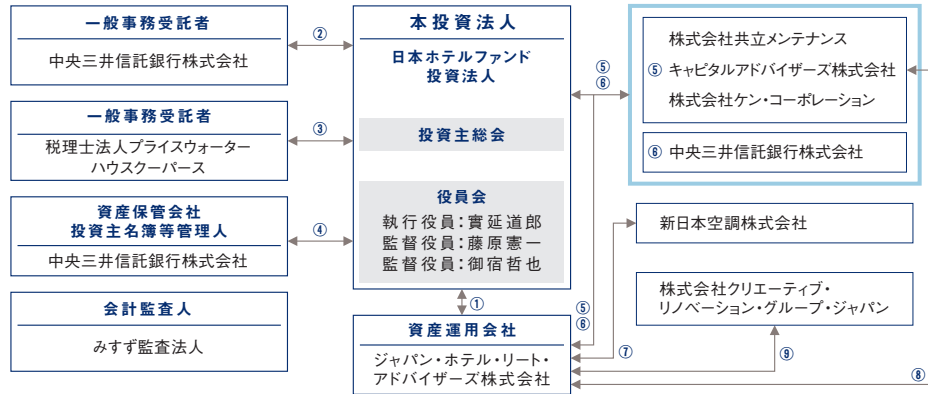 一般事務受託者
中央三井信託銀行株式会社
②
一般事務受託者
税理士法人プライスウォーター
ハウスクーパース
③
資産保管会社
投資主名簿等管理人
中央三井信託銀行株式会社
④
会計監査人
みすず監査法人
本投資法人
日本ホテルファンド
投資法人
投資主総会
役員会
執行役員:實延道郎
監督役員:藤原憲一
監督役員:御宿哲也
①
資産運用会社
ジャパン・ホテル・リート・
アドバイザーズ株式会社
⑤
⑥
⑤
⑥
株式会社共立メンテナンス
⑤ キャピタルアドバイザーズ株式会社
株式会社ケン・コーポレーション
⑥ 中央三井信託銀行株式会社
新日本空調株式会社
⑦
株式会社クリエーティブ・
リノベーション・グループ・ジャパン
⑨
⑧